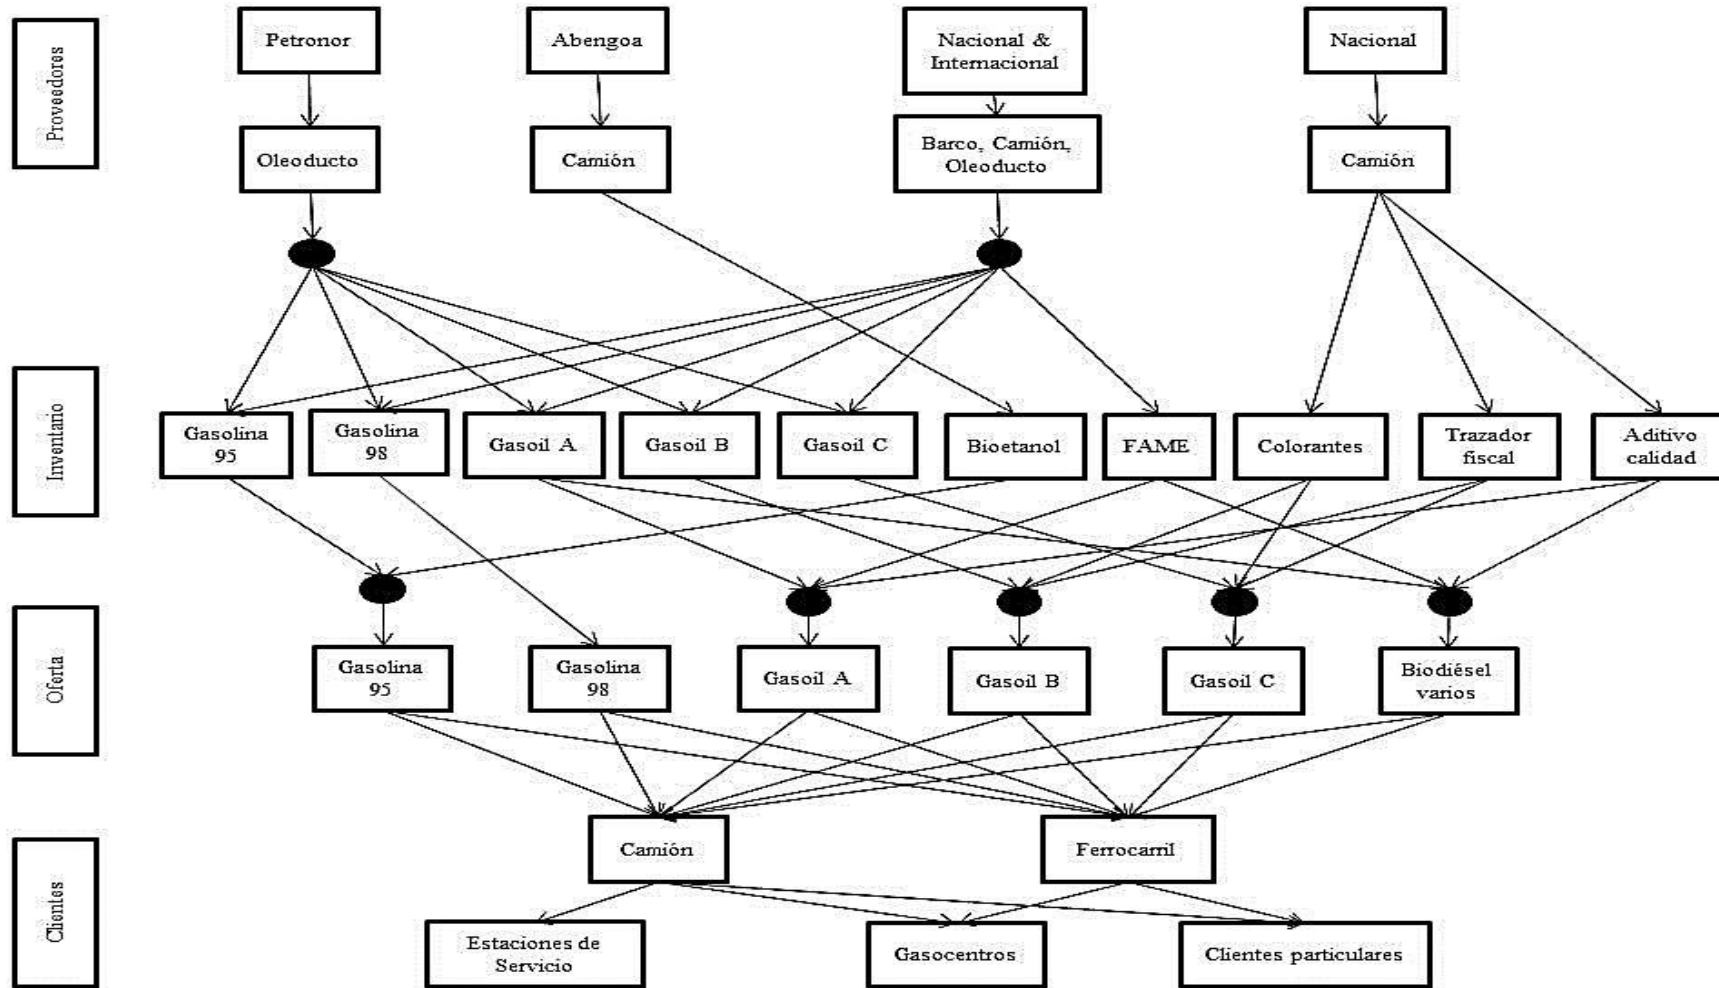 Proveedores
Petronor
Abengoa
Nacional &
Internacional
Nacional
Oleoducto
Camión
Barco, Camión,
Oleoducto
Camión
Inventario
Gasolina
95
Gasolina
98
Gasoil A
Gasoil B
Gasoil C
Bioetanol
FAME
Colorantes
Trazador
fiscal
Aditivo
calidad
Oferta
Gasolina
95
Gasolina
98
Gasoil A
Gasoil B
Gasoil C
Biodiésel
varios
Clientes
Camión
Ferrocarril
Estaciones de
Servicio
Gasocentros
Clientes particulares